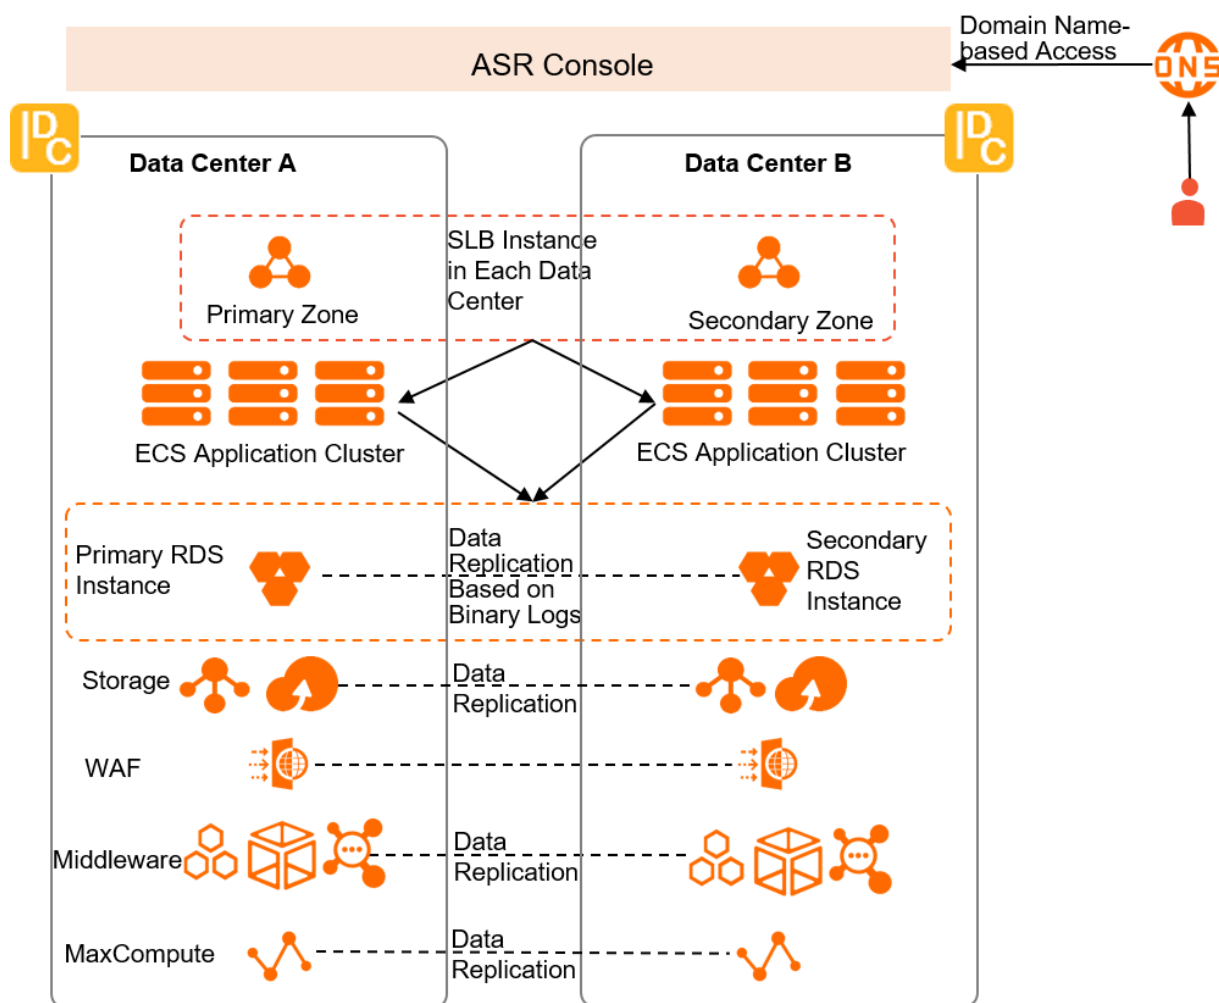 Domain Name-
based Access
DNS
ASR Console
DC
DC
Data Center A
Data Center B
SLB Instance
in Each Data
Center
Primary Zone
Secondary Zone
ECS Application Cluster
ECS Application Cluster
Primary RDS
Instance
Data
Replication
Based on
Binary Logs
Secondary
RDS
Instance
Storage
Data
Replication
WAF
Middleware
Data
Replication
MaxCompute
Data
Replication